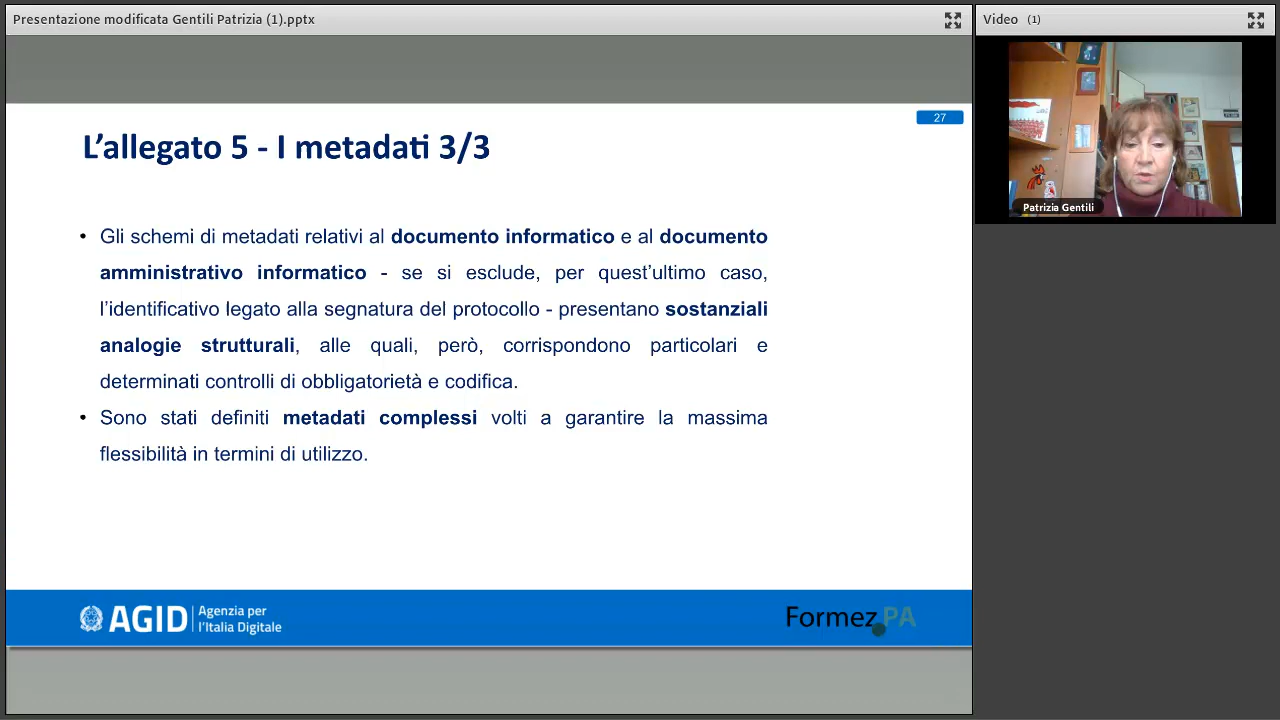 Presentazione modificata Gentili Patrizia (1).pptx
Video (1)
27
L’allegato 5 - I metadati 3/3
Patrizia Gentili
• Gli schemi di metadati relativi al documento informatico e al documento
amministrativo informatico - se si esclude, per quest’ultimo caso,
l’identificativo legato alla segnatura del protocollo - presentano sostanziali
analogie strutturali, alle quali, però, corrispondono particolari e
determinati controlli di obbligatorietà e codifica.
• Sono stati definiti metadati complessi volti a garantire la massima
flessibilità in termini di utilizzo.
AGID
Agenzia per
l’Italia Digitale
Formez PA